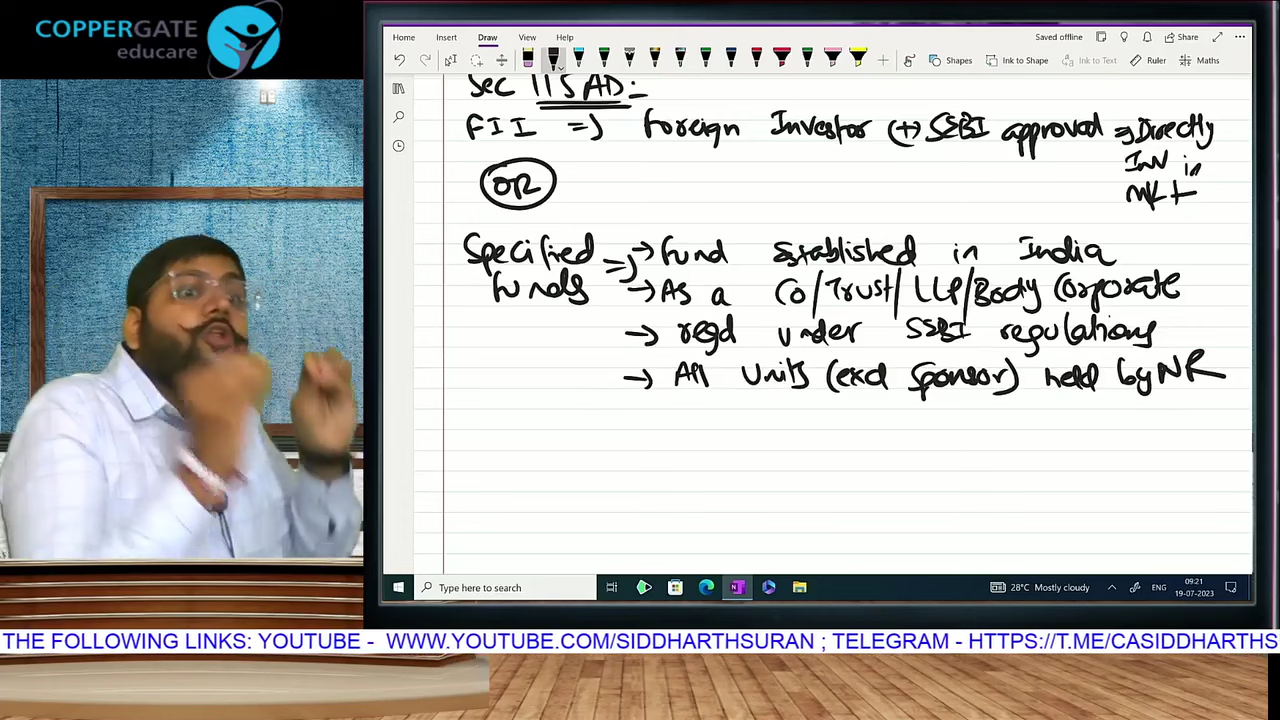 COPPERGATE
educare
Home Insert Draw View Help
Saved offline
Share
Shapes
Ink to Shape
Ink to Text
Ruler
Maths
Sec 115AD:-
FII => Foreign Investor (+) SEBI approved => Directly
Inv in
Mkt
OR
Specified funds => → Fund established in India
→ As a Co/Trust/LLP/Body Corporate
→ regd under SEBI regulations
→ All Units (excl Sponsor) held by NR
Type here to search
28°C Mostly cloudy
ENG
09:21
19-07-2023
THE FOLLOWING LINKS: YOUTUBE - WWW.YOUTUBE.COM/SIDDHARTHSURAN ; TELEGRAM - HTTPS://T.ME/CASIDDHARTHS